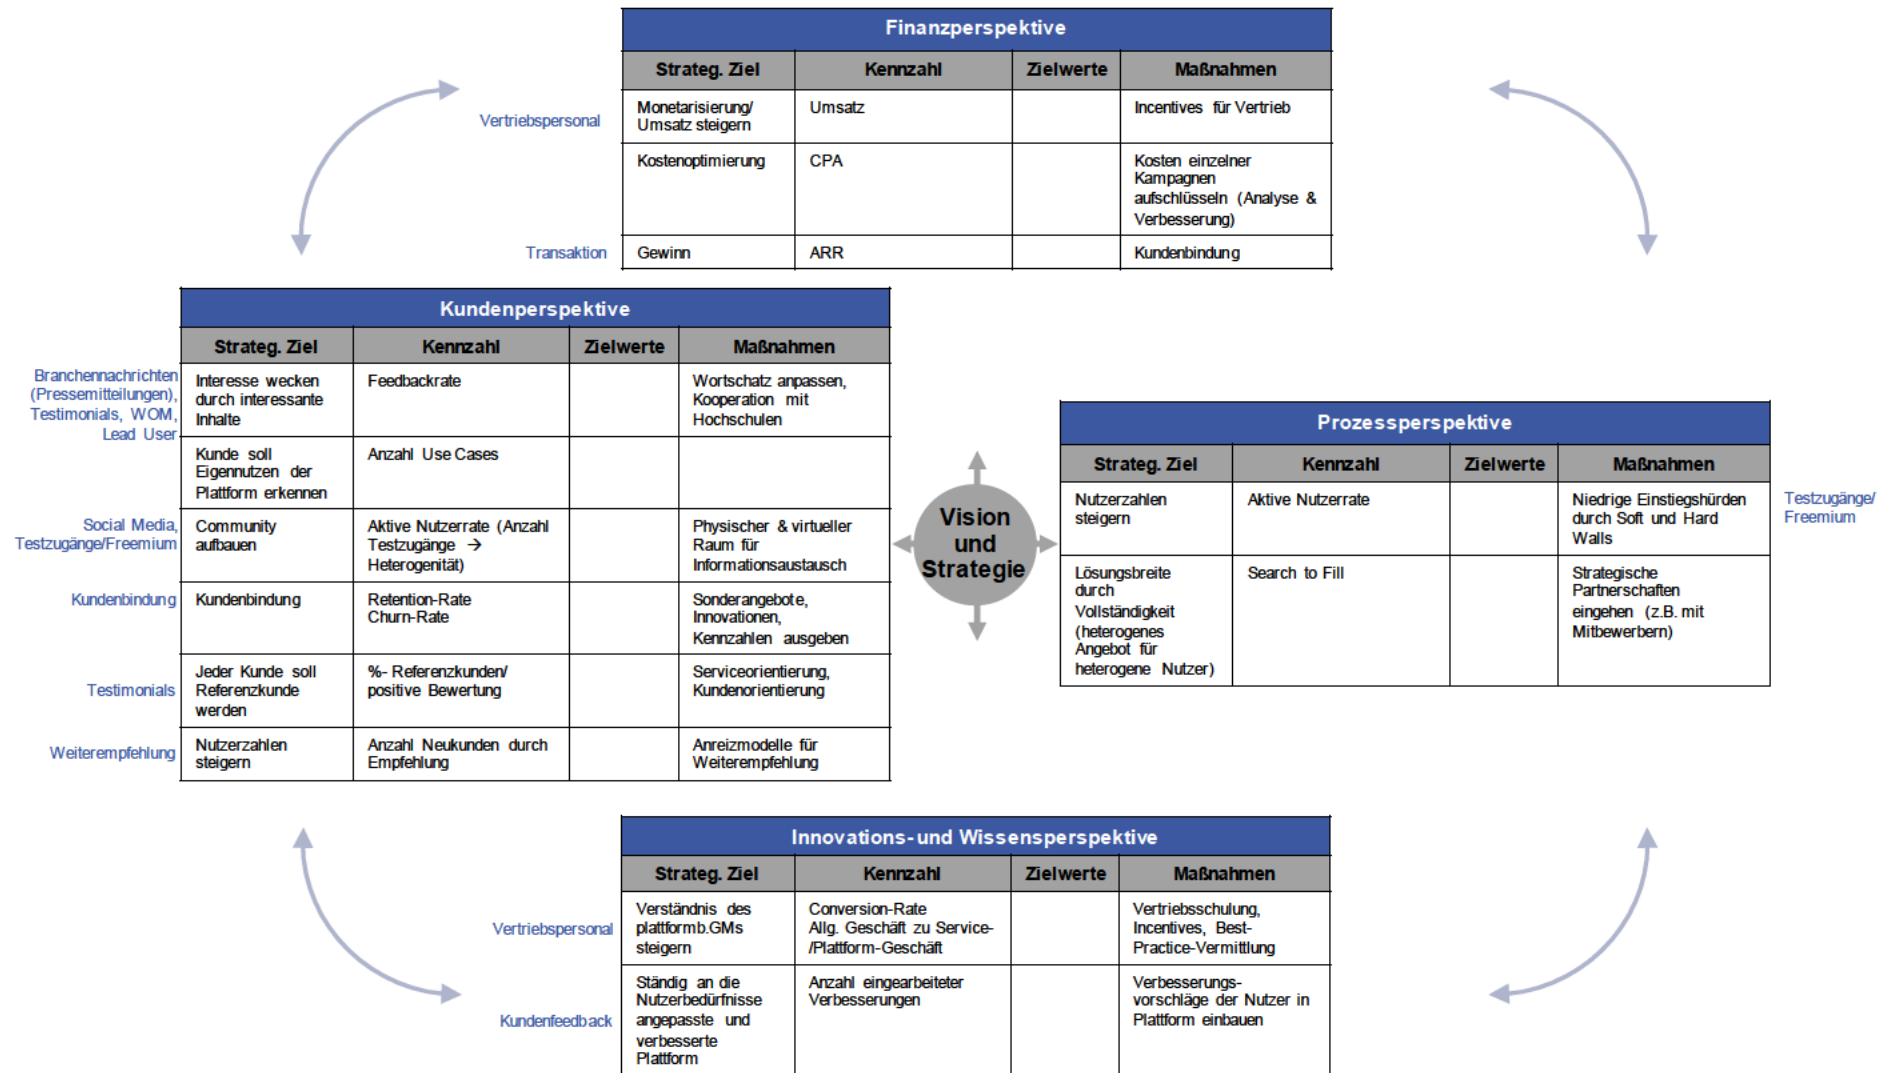 Finanzperspektive
Strateg. Ziel Kennzahl Zielwerte Maßnahmen
Vertriebspersonal
Monetarisierung/
Umsatz steigern
Umsatz
Incentives für Vertrieb
Kostenoptimierung
CPA
Kosten einzelner
Kampagnen
aufschlüsseln (Analyse &
Verbesserung)
Transaktion
Gewinn
ARR
Kundenbindung
Kundenperspektive
Strateg. Ziel Kennzahl Zielwerte Maßnahmen
Branchennachrichten
(Pressemitteilungen),
Testimonials, WOM,
Lead User
Interesse wecken
durch interessante
Inhalte
Feedbackrate
Wortschatz anpassen,
Kooperation mit
Hochschulen
Kunde soll
Eigennutzen der
Plattform erkennen
Anzahl Use Cases
Social Media,
Testzugänge/Freemium
Community
aufbauen
Aktive Nutzerrate (Anzahl
Testzugänge →
Heterogenität)
Physischer & virtueller
Raum für
Informationsaustausch
Kundenbindung
Kundenbindung
Retention-Rate
Churn-Rate
Sonderangebote,
Innovationen,
Kennzahlen ausgeben
Testimonials
Jeder Kunde soll
Referenzkunde
werden
%- Referenzkunden/
positive Bewertung
Serviceorientierung,
Kundenorientierung
Weiterempfehlung
Nutzerzahlen
steigern
Anzahl Neukunden durch
Empfehlung
Anreizmodelle für
Weiterempfehlung
Vision
und
Strategie
Prozessperspektive
Strateg. Ziel Kennzahl Zielwerte Maßnahmen
Nutzerzahlen
steigern
Aktive Nutzerrate
Niedrige Einstiegshürden
durch Soft und Hard
Walls
Testzugänge/
Freemium
Lösungsbreite
durch
Vollständigkeit
(heterogenes
Angebot für
heterogene Nutzer)
Search to Fill
Strategische
Partnerschaften
eingehen (z.B. mit
Mitbewerbern)
Innovations- und Wissensperspektive
Strateg. Ziel Kennzahl Zielwerte Maßnahmen
Vertriebspersonal
Verständnis des
plattformb.GMs
steigern
Conversion-Rate
Allg. Geschäft zu Service-
/Plattform-Geschäft
Vertriebsschulung,
Incentives, Best-
Practice-Vermittlung
Kundenfeedback
Ständig an die
Nutzerbedürfnisse
angepasste und
verbesserte
Plattform
Anzahl eingearbeiteter
Verbesserungen
Verbesserungs-
vorschläge der Nutzer in
Plattform einbauen